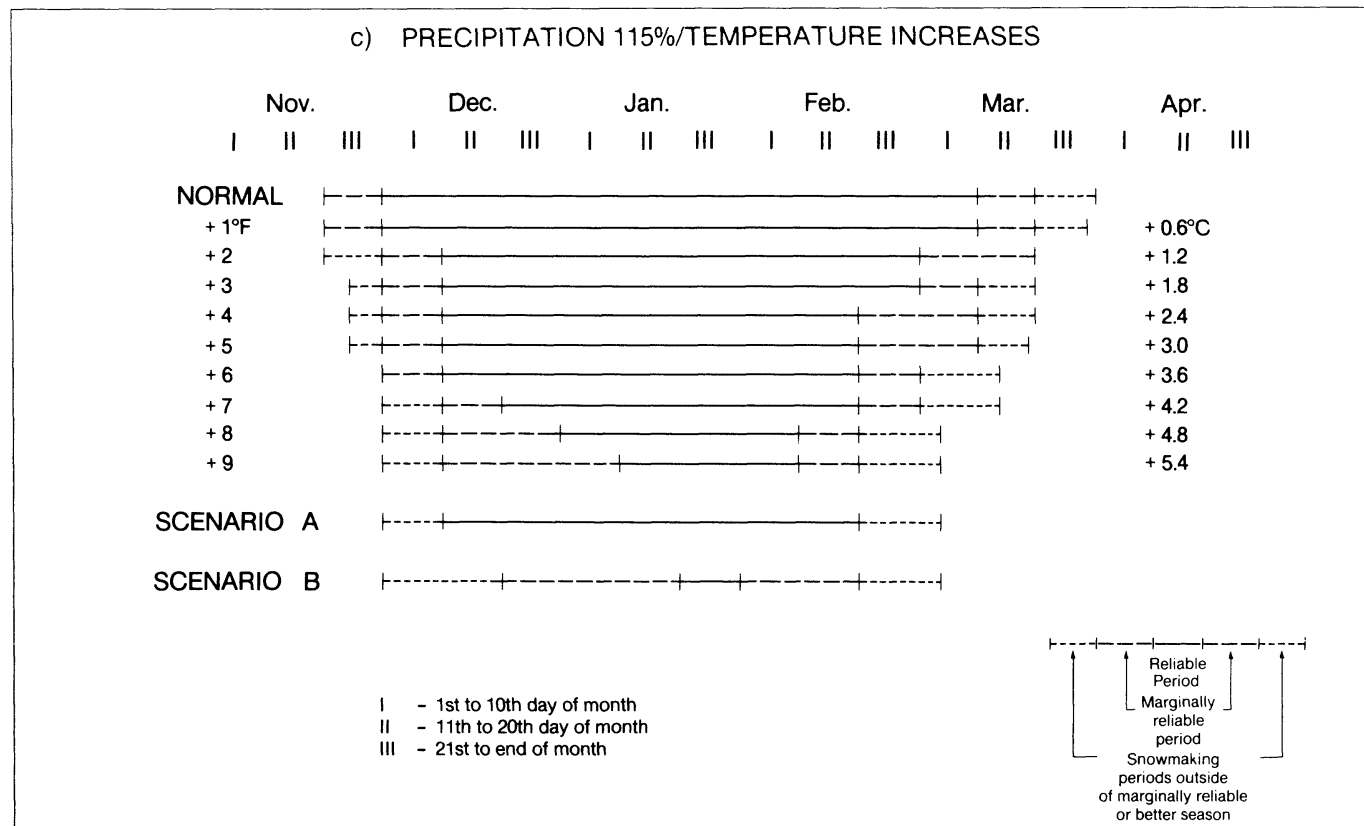 c) PRECIPITATION 115%/TEMPERATURE INCREASES
Nov. Dec. Jan. Feb. Mar. Apr.
I II III I II III I II III I II III I II III I II III
NORMAL
+ 1°F + 0.6°C
+ 2 + 1.2
+ 3 + 1.8
+ 4 + 2.4
+ 5 + 3.0
+ 6 + 3.6
+ 7 + 4.2
+ 8 + 4.8
+ 9 + 5.4
SCENARIO A
SCENARIO B
I - 1st to 10th day of month
II - 11th to 20th day of month
III - 21st to end of month
Reliable
Period
Marginally
reliable
period
Snowmaking
periods outside
of marginally reliable
or better season